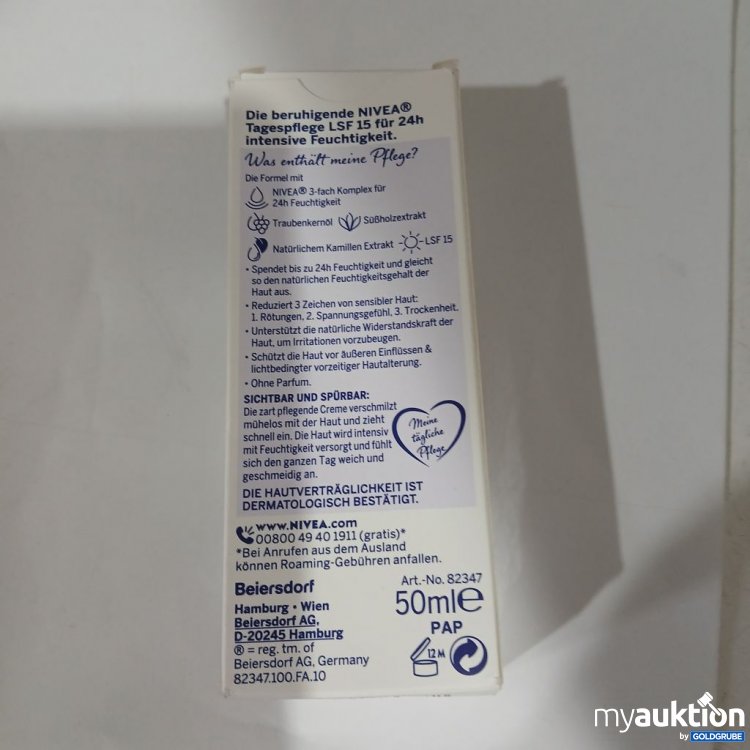 Die beruhigende NIVEA®
Tagespflege LSF 15 für 24h
intensive Feuchtigkeit.
Was enthält meine Pflege?
Die Formel mit
NIVEA® 3-fach Komplex für
24h Feuchtigkeit
Traubenkernöl Süßholzextrakt
Natürlichem Kamillen Extrakt LSF 15
• Spendet bis zu 24h Feuchtigkeit und gleicht
so den natürlichen Feuchtigkeitsgehalt der
Haut aus.
• Reduziert 3 Zeichen von sensibler Haut:
1. Rötungen, 2. Spannungsgefühl, 3. Trockenheit.
• Unterstützt die natürliche Widerstandskraft der
Haut, um Irritationen vorzubeugen.
• Schützt die Haut vor äußeren Einflüssen &
lichtbedingter vorzeitiger Hautalterung.
• Ohne Parfum.
SICHTBAR UND SPÜRBAR:
Die zart pflegende Creme verschmilzt
mühelos mit der Haut und zieht
schnell ein. Die Haut wird intensiv
mit Feuchtigkeit versorgt und fühlt
sich den ganzen Tag weich und
geschmeidig an.
Meine
tägliche
Pflege
DIE HAUTVERTRÄGLICHKEIT IST
DERMATOLOGISCH BESTÄTIGT.
www.NIVEA.com
00800 49 40 1911 (gratis)*
*Bei Anrufen aus dem Ausland
können Roaming-Gebühren anfallen.
Beiersdorf
Hamburg • Wien
Beiersdorf AG,
D-20245 Hamburg
® = reg. tm. of
Beiersdorf AG, Germany
82347.100.FA.10
Art.-No. 82347
50ml℮
PAP
12 M
myauktion
by GOLDGRUBE